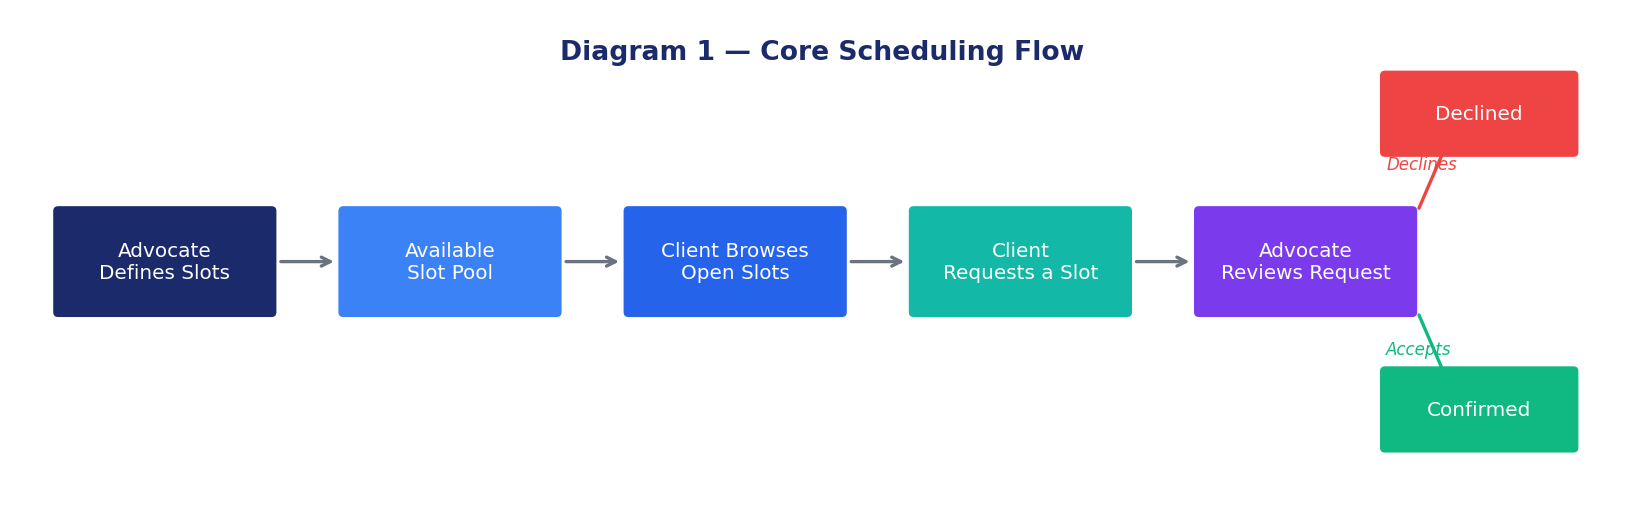 Diagram 1 — Core Scheduling Flow
Advocate
Defines Slots
Available
Slot Pool
Client Browses
Open Slots
Client
Requests a Slot
Advocate
Reviews Request
Declines
Declined
Accepts
Confirmed